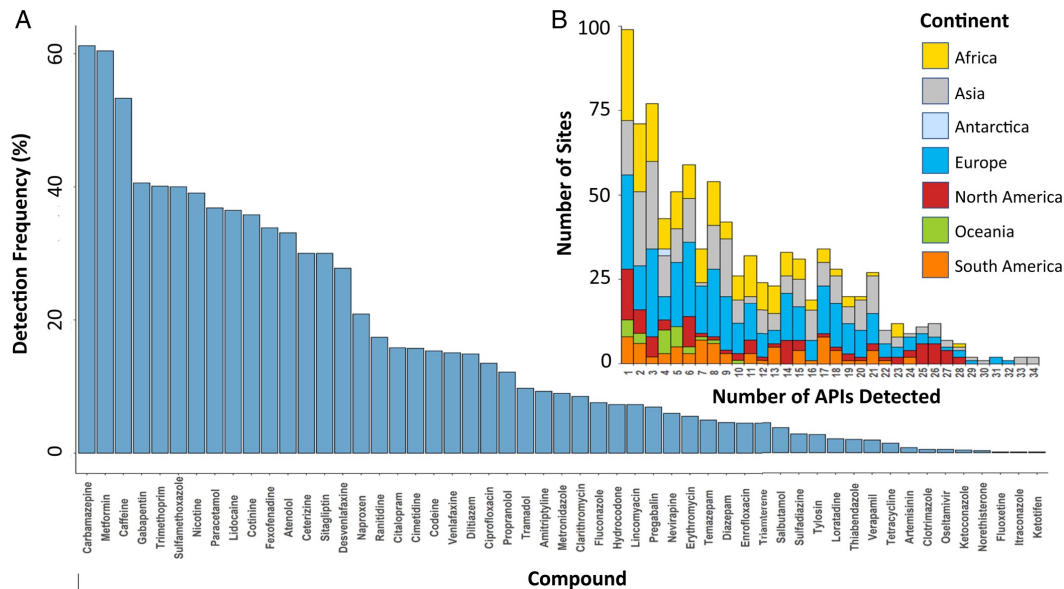 A
Detection Frequency (%)
60
40
20
0
Carbamazepine
Metformin
Caffeine
Gabapentin
Trimethoprim
Sulfamethoxazole
Nicotine
Paracetamol
Lidocaine
Cotinine
Fexofenadine
Atenolol
Ceterizine
Sitagliptin
Desvenlafaxine
Naproxen
Ranitidine
Citalopram
Cimetidine
Codeine
Venlafaxine
Diltiazem
Ciprofloxacin
Propranolol
Tramadol
Amitriptyline
Metronidazole
Clarithromycin
Fluconazole
Hydrocodone
Lincomyacin
Pregabalin
Nevirapine
Erythromycin
Temazepam
Diazepam
Enrofloxacin
Triamterene
Salbutamol
Sulfadiazine
Tylosin
Loratadine
Thiabendazole
Verapamil
Tetracycline
Artemisinin
Clotrimazole
Oseltamivir
Ketoconazole
Norethisterone
Fluoxetine
Itraconazole
Ketotifen
Compound
B
Number of Sites
100
75
50
25
0
1 2 3 4 5 6 7 8 9 10 11 12 13 14 15 16 17 18 19 20 21 22 23 24 25 26 27 28 29 30 31 32 33 34
Number of APIs Detected
Continent
Africa
Asia
Antarctica
Europe
North America
Oceania
South America